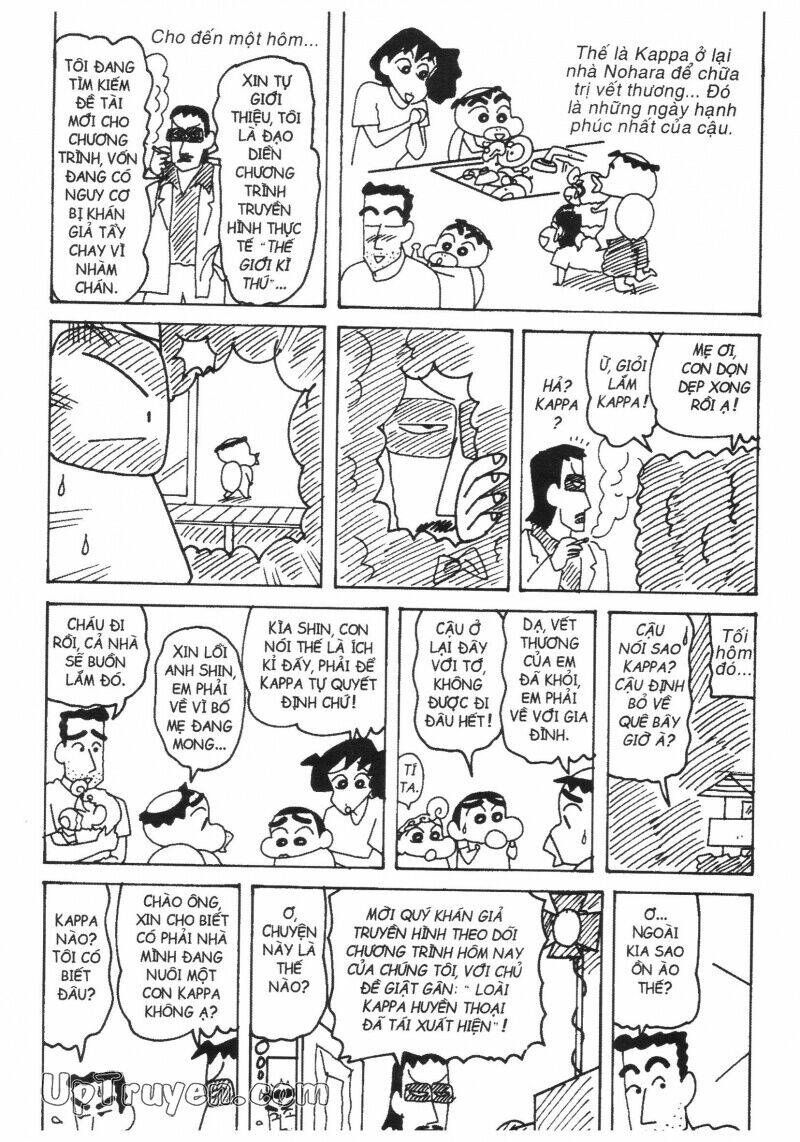 Thế là Kappa ở lại
nhà Nohara để chữa
trị vết thương... Đó
là những ngày hạnh
phúc nhất của cậu.
Cho đến một hôm...
XIN TỰ
GIỚI
THIỆU, TÔI
LÀ ĐẠO
DIỄN
CHƯƠNG
TRÌNH
TRUYỀN
HÌNH THỰC
TẾ "THẾ
GIỚI KÌ
THÚ"...
TÔI ĐANG
TÌM KIẾM
ĐỀ TÀI
MỚI CHO
CHƯƠNG
TRÌNH, VỐN
ĐANG CÓ
NGUY CƠ
BỊ KHÁN
GIẢ TẨY
CHAY VÌ
NHÀM
CHÁN.
MẸ ƠI,
CON DỌN
DẸP XONG
RỒI Ạ!
Ừ, GIỎI
LẮM
KAPPA!
HẢ?
KAPPA
?
Tối
hôm
đó...
CẬU
NÓI SAO
KAPPA?
CẬU ĐỊNH
BỎ VỀ
QUÊ BÂY
GIỜ À?
DẠ, VẾT
THƯƠNG
CỦA EM
ĐÃ KHỎI,
EM PHẢI
VỀ VỚI GIA
ĐÌNH.
CẬU Ở
LẠI ĐÂY
VỚI TỚ,
KHÔNG
ĐƯỢC ĐI
ĐÂU HẾT!
TÍ
TA.
KÌA SHIN, CON
NÓI THẾ LÀ ÍCH
KỈ ĐẤY, PHẢI ĐỂ
KAPPA TỰ QUYẾT
ĐỊNH CHỨ!
XIN LỖI
ANH SHIN,
EM PHẢI
VỀ VÌ BỐ
MẸ ĐANG
MONG...
CHÁU ĐI
RỒI, CẢ NHÀ
SẼ BUỒN
LẮM ĐÓ.
Ơ...
NGOÀI
KIA SAO
ỒN ÀO
THẾ?
MỜI QUÝ KHÁN GIẢ
TRUYỀN HÌNH THEO DÕI
CHƯƠNG TRÌNH HÔM NAY
CỦA CHÚNG TÔI, VỚI CHỦ
ĐỀ GIẬT GÂN: "LOÀI
KAPPA HUYỀN THOẠI
ĐÃ TÁI XUẤT HIỆN"!
Ơ,
CHUYỆN
NÀY LÀ
THẾ
NÀO?
CHÀO ÔNG,
XIN CHO BIẾT
CÓ PHẢI NHÀ
MÌNH ĐANG
NUÔI MỘT
CON KAPPA
KHÔNG Ạ?
KAPPA
NÀO?
TÔI CÓ
BIẾT
ĐÂU?
UpTruyen.com